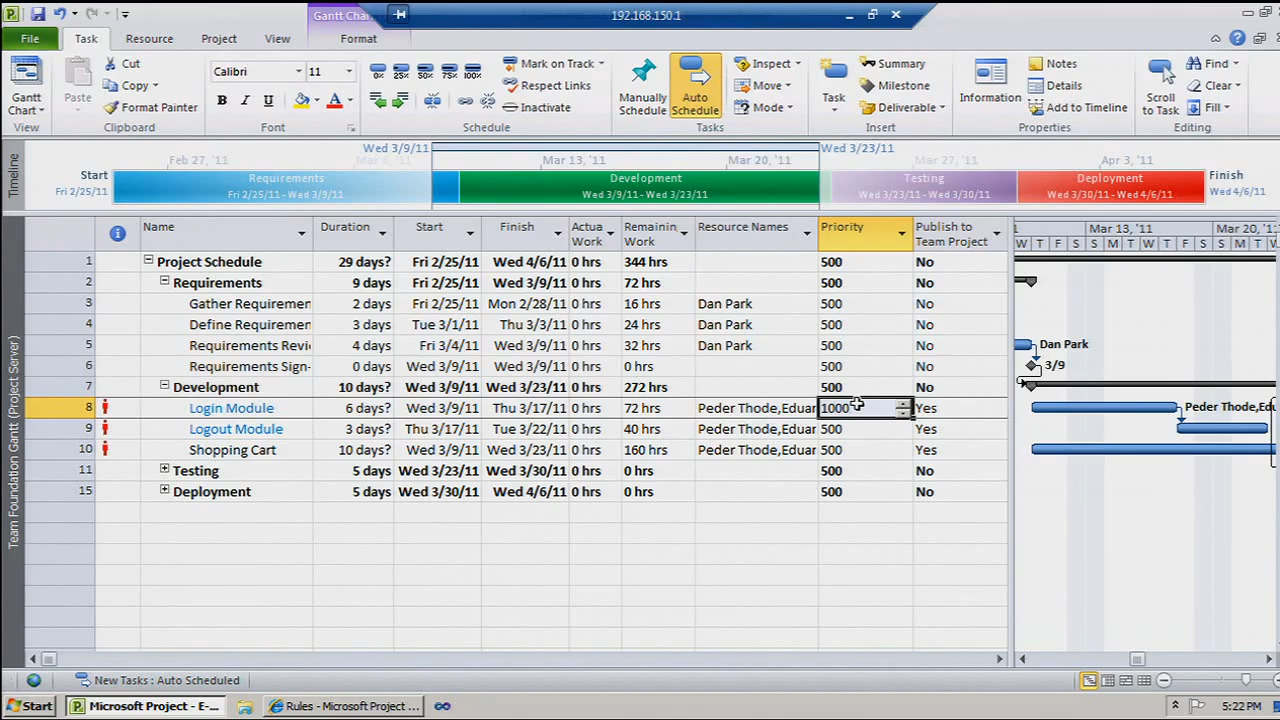 Gantt Cha
192.168.150.1
File
Task
Resource
Project
View
Format
Gantt
Chart
View
Paste
Cut
Copy
Format Painter
Clipboard
Calibri
11
B I U
A
Font
0% 25% 50% 75% 100%
Mark on Track
Respect Links
Inactivate
Schedule
Manually
Schedule
Auto
Schedule
Inspect
Move
Mode
Tasks
Task
Summary
Milestone
Deliverable
Insert
Information
Notes
Details
Add to Timeline
Properties
Scroll
to Task
Find
Clear
Fill
Editing
Timeline
Wed 3/9/11
Wed 3/23/11
Feb 27, '11
Mar 6, '11
Mar 13, '11
Mar 20, '11
Mar 27, '11
Apr 3, '11
Start
Fri 2/25/11
Requirements
Fri 2/25/11 - Wed 3/9/11
Development
Wed 3/9/11 - Wed 3/23/11
Testing
Wed 3/23/11 - Wed 3/30/11
Deployment
Wed 3/30/11 - Wed 4/6/11
Finish
Wed 4/6/11
Team Foundation Gantt (Project Server)
Name Duration Start Finish Actua Work Remainin Work Resource Names Priority Publish to Team Project
1 Project Schedule 29 days? Fri 2/25/11 Wed 4/6/11 0 hrs 344 hrs 500 No
2 Requirements 9 days Fri 2/25/11 Wed 3/9/11 0 hrs 72 hrs 500 No
3 Gather Requiremen 2 days Fri 2/25/11 Mon 2/28/11 0 hrs 16 hrs Dan Park 500 No
4 Define Requiremen 3 days Tue 3/1/11 Thu 3/3/11 0 hrs 24 hrs Dan Park 500 No
5 Requirements Revi 4 days Fri 3/4/11 Wed 3/9/11 0 hrs 32 hrs Dan Park 500 No
6 Requirements Sign- 0 days Wed 3/9/11 Wed 3/9/11 0 hrs 0 hrs 500 No
7 Development 10 days? Wed 3/9/11 Wed 3/23/11 0 hrs 272 hrs 500 No
8 Login Module 6 days? Wed 3/9/11 Thu 3/17/11 0 hrs 72 hrs Peder Thode,Eduar 1000 Yes
9 Logout Module 3 days? Thu 3/17/11 Tue 3/22/11 0 hrs 40 hrs Peder Thode,Eduar 500 Yes
10 Shopping Cart 10 days? Wed 3/9/11 Wed 3/23/11 0 hrs 160 hrs Peder Thode,Eduar 500 Yes
11 Testing 5 days Wed 3/23/11 Wed 3/30/11 0 hrs 0 hrs 500 No
15 Deployment 5 days Wed 3/30/11 Wed 4/6/11 0 hrs 0 hrs 500 No
1 Mar 13, '11 Mar 20, '11
W T F S S M T W T F S S M T W
Dan Park
3/9
Peder Thode,Edu
New Tasks : Auto Scheduled
Start
Microsoft Project - E-...
Rules - Microsoft Project ...
5:22 PM